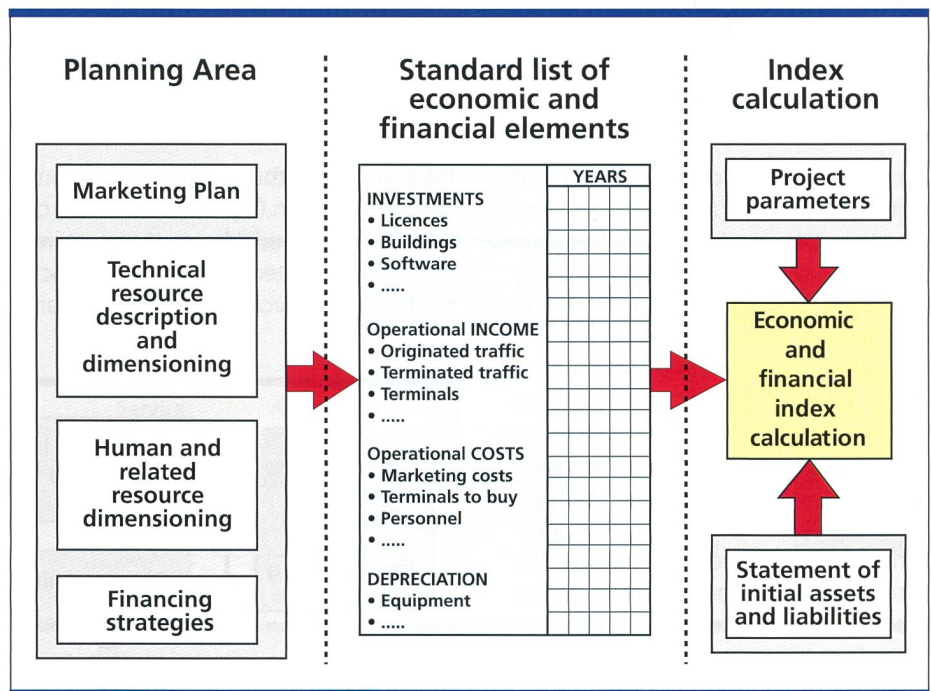 Planning Area
Marketing Plan
Technical
resource
description
and
dimensioning
Human and
related
resource
dimensioning
Financing
strategies
Standard list of
economic and
financial elements
YEARS
INVESTMENTS
• Licences
• Buildings
• Software
• .....
Operational INCOME
• Originated traffic
• Terminated traffic
• Terminals
• .....
Operational COSTS
• Marketing costs
• Terminals to buy
• Personnel
• .....
DEPRECIATION
• Equipment
• .....
Index
calculation
Project
parameters
Economic
and
financial
index
calculation
Statement of
initial assets
and liabilities